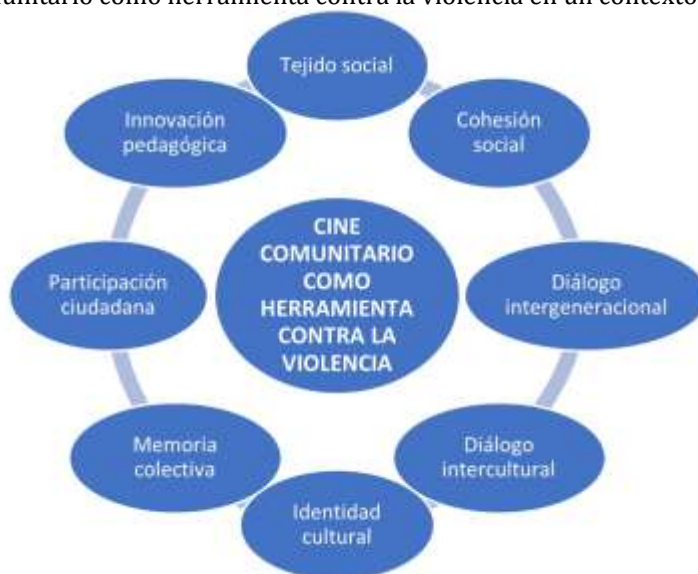 como herramienta contra la violencia en un contexto
Tejido social
Cohesión
social
Diálogo
intergeneracional
Diálogo
intercultural
Identidad
cultural
Memoria
colectiva
Participación
ciudadana
Innovación
pedagógica
CINE
COMUNITARIO
COMO
HERRAMIENTA
CONTRA LA
VIOLENCIA